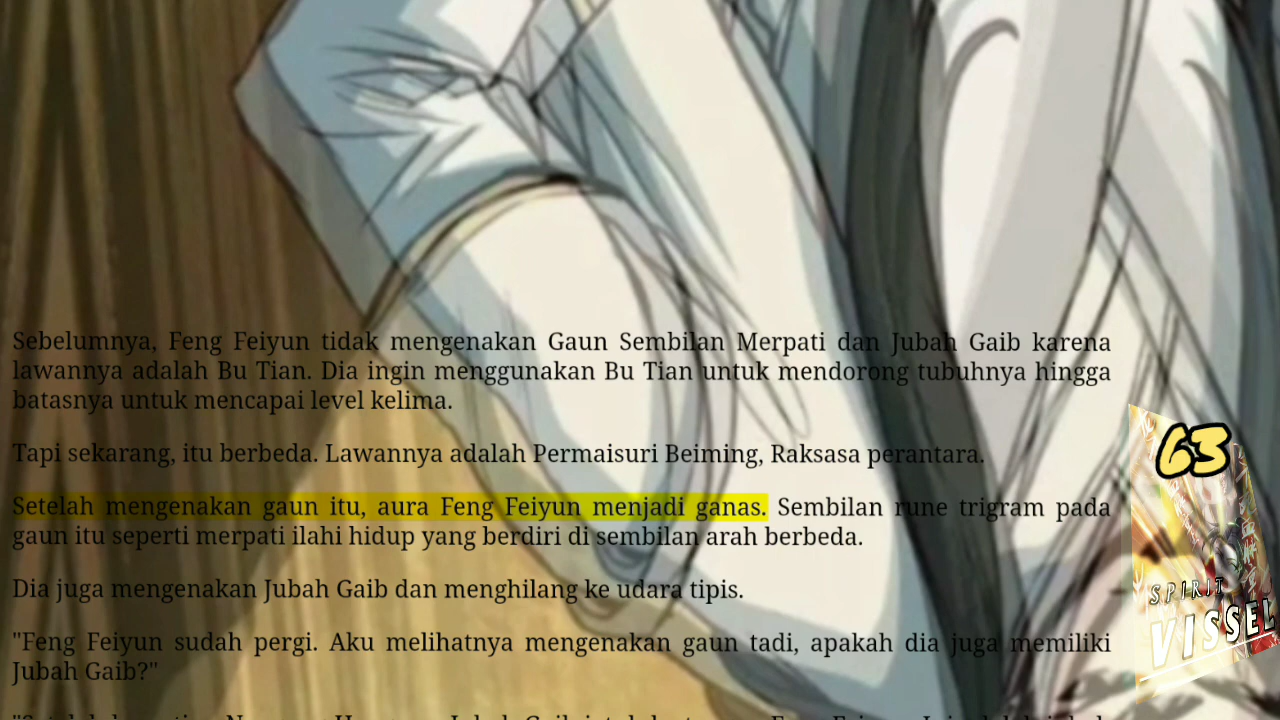 Sebelumnya, Feng Feiyun tidak mengenakan Gaun Sembilan Merpati dan Jubah Gaib karena
lawannya adalah Bu Tian. Dia ingin menggunakan Bu Tian untuk mendorong tubuhnya hingga
batasnya untuk mencapai level kelima.
Tapi sekarang, itu berbeda. Lawannya adalah Permaisuri Beiming, Raksasa perantara.
Setelah mengenakan gaun itu, aura Feng Feiyun menjadi ganas. Sembilan rune trigram pada
gaun itu seperti merpati ilahi hidup yang berdiri di sembilan arah berbeda.
Dia juga mengenakan Jubah Gaib dan menghilang ke udara tipis.
"Feng Feiyun sudah pergi. Aku melihatnya mengenakan gaun tadi, apakah dia juga memiliki
Jubah Gaib?"
63
SPIRIT
VISSEL